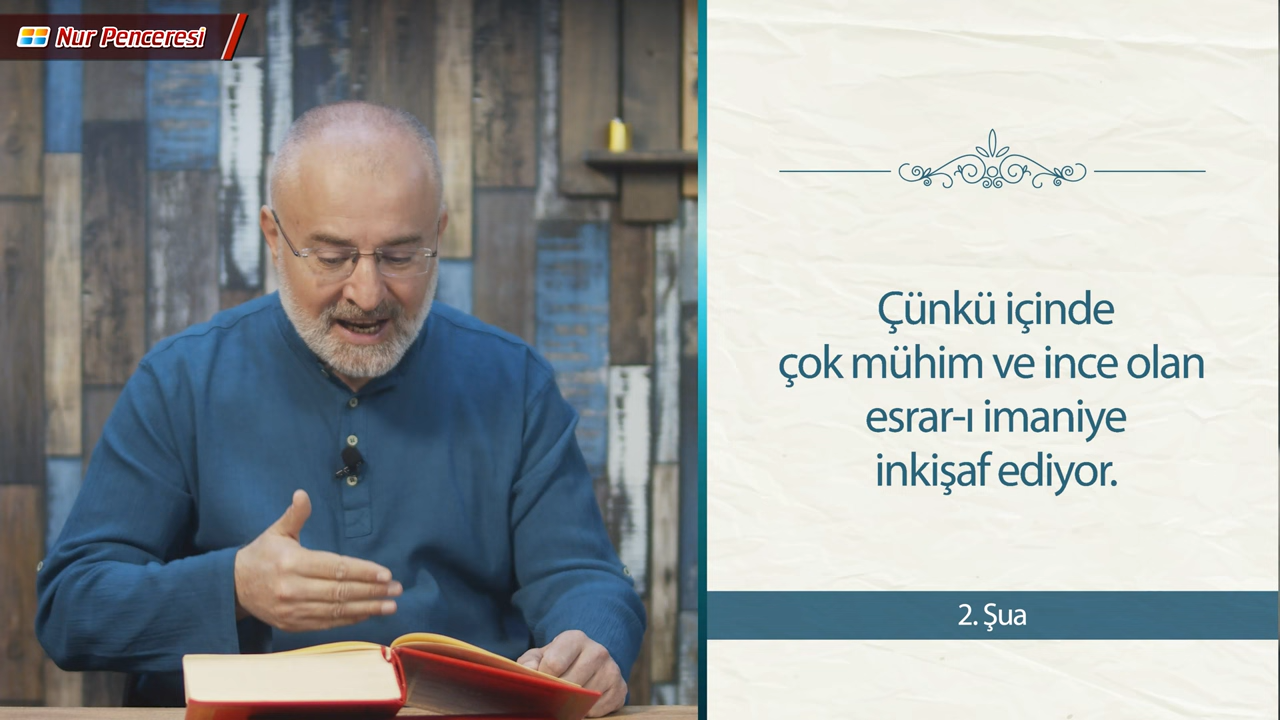 Nur Penceresi
Çünkü içinde
çok mühim ve ince olan
esrar-ı imaniye
inkişaf ediyor.
2. Şua